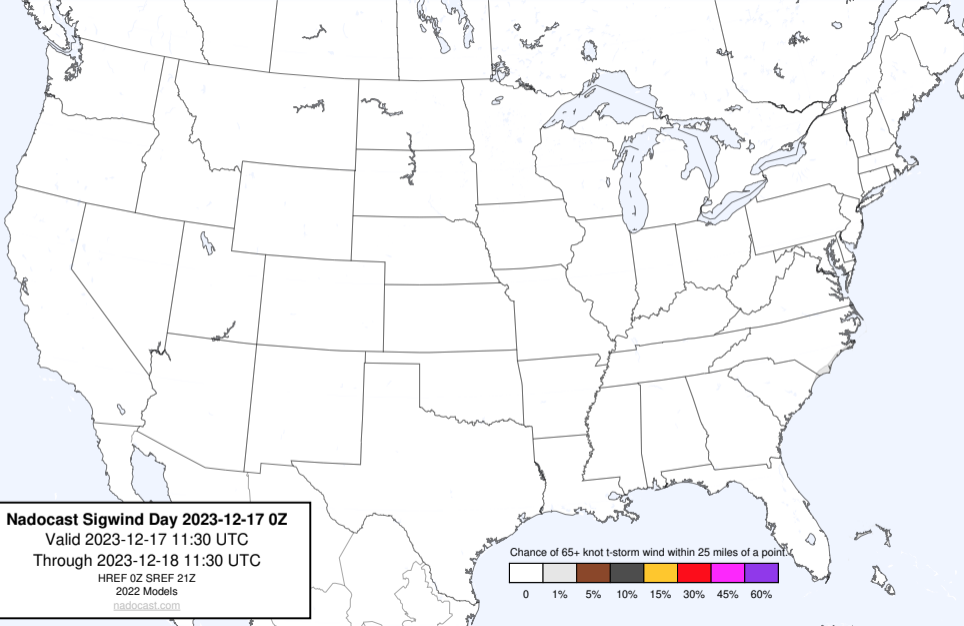 Nadocast Sigwind Day 2023-12-17 0Z
Valid 2023-12-17 11:30 UTC
Through 2023-12-18 11:30 UTC
HREF 0Z SREF 21Z
2022 Models
nadocast.com
Chance of 65+ knot t-storm wind within 25 miles of a point.
0 1% 5% 10% 15% 30% 45% 60%